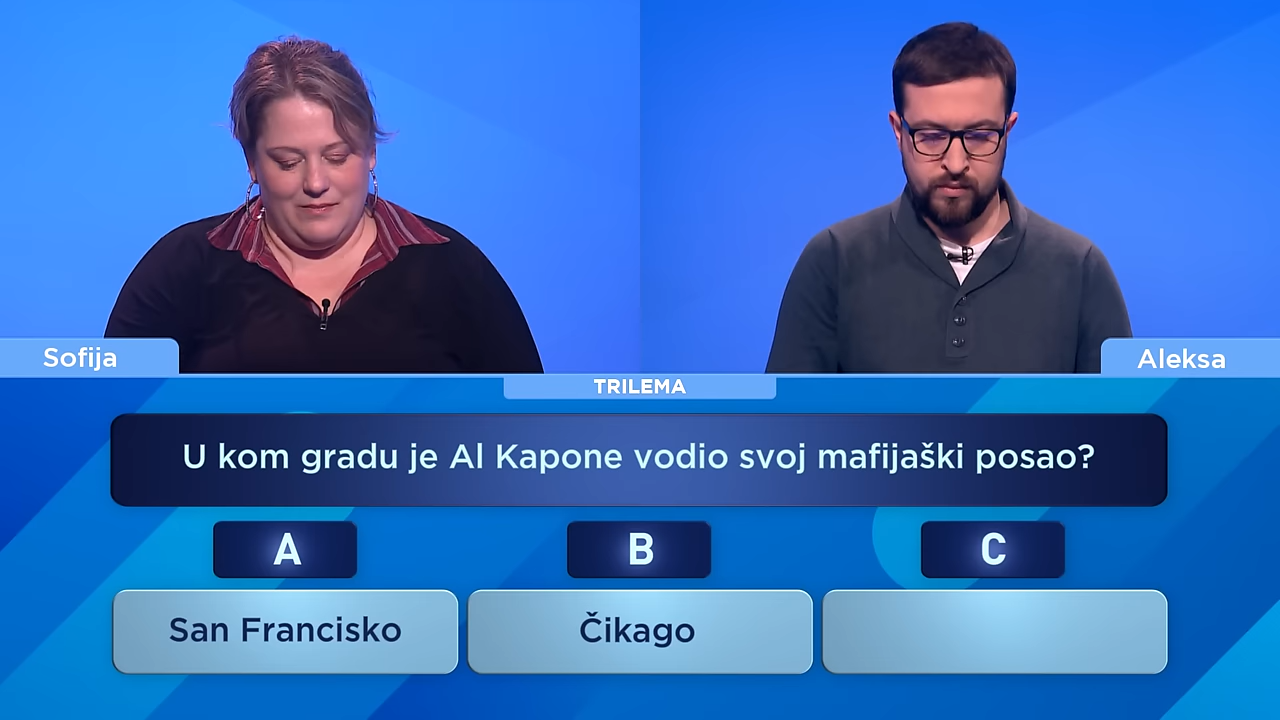 Sofija
Aleksa
TRILEMA
U kom gradu je Al Kapone vodio svoj mafijaški posao?
A
B
C
San Francisko
Čikago